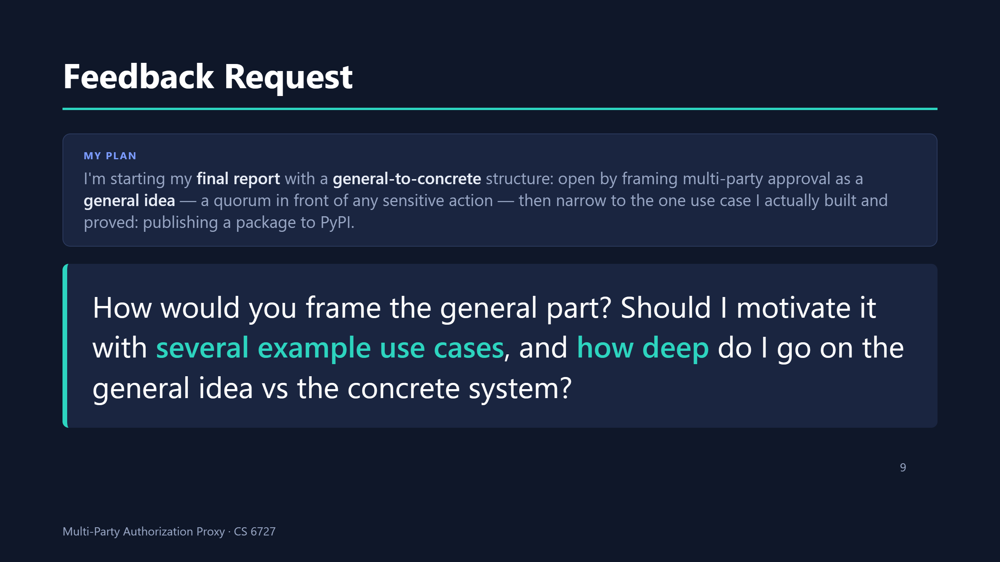 Feedback Request
MY PLAN
I'm starting my final report with a general-to-concrete structure: open by framing multi-party approval as a
general idea — a quorum in front of any sensitive action — then narrow to the one use case I actually built and
proved: publishing a package to PyPI.
How would you frame the general part? Should I motivate it
with several example use cases, and how deep do I go on the
general idea vs the concrete system?
9
Multi-Party Authorization Proxy · CS 6727